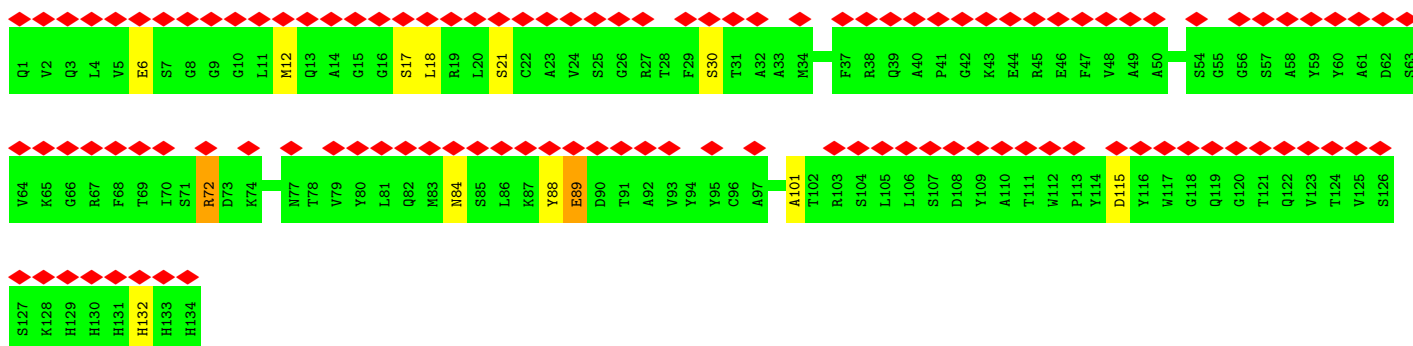 Q1 V2 Q3 L4 V5 E6 S7 G8 G9 G10 L11 M12 Q13 A14 G15 G16 S17 L18 R19 L20 S21 C22 A23 V24 S25 G26 R27 T28 F29 S30 T31 A32 A33 M34 F37 R38 Q39 A40 P41 G42 K43 E44 R45 E46 F47 V48 A49 A50 S54 G55 G56 S57 A58 Y59 Y60 A61 D62 S63
V64 K65 G66 R67 F68 T69 I70 S71 R72 D73 K74 N77 T78 V79 Y80 L81 Q82 M83 N84 S85 L86 K87 Y88 E89 D90 T91 A92 V93 Y94 Y95 C96 A97 A101 T102 R103 S104 L105 L106 S107 D108 Y109 A110 T111 W112 P113 Y114 D115 Y116 W117 G118 Q119 G120 T121 Q122 V123 T124 V125 S126
S127 K128 H129 H130 H131 H132 H133 H134